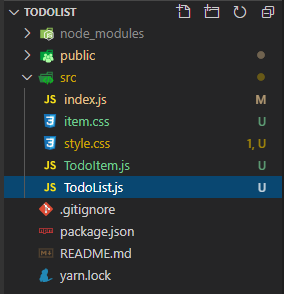 TODOLIST
node_modules
public
src
JS index.js M
item.css U
style.css 1, U
JS TodoItem.js U
JS TodoList.js U
.gitignore
package.json
README.md
yarn.lock